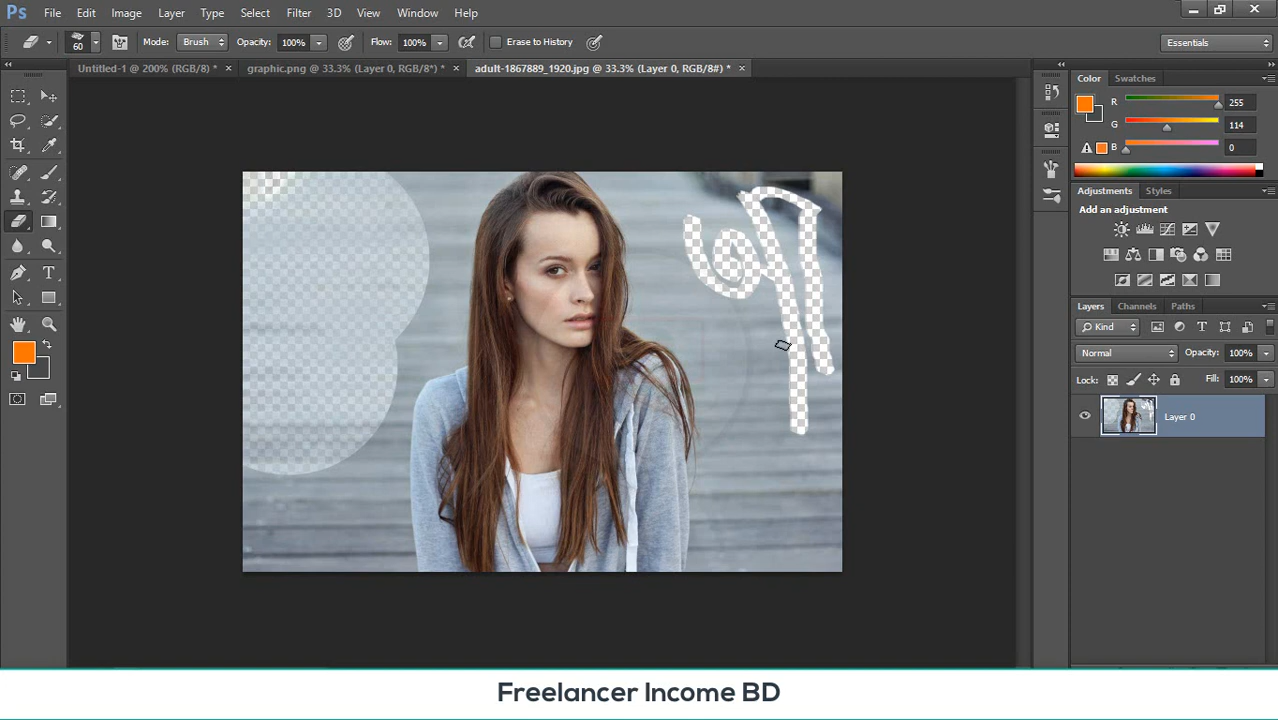 Ps File Edit Image Layer Type Select Filter 3D View Window Help
60 Mode: Brush Opacity: 100% Flow: 100% Erase to History Essentials
Untitled-1 @ 200% (RGB/8) * × graphic.png @ 33.3% (Layer 0, RGB/8*) * × adult-1867889_1920.jpg @ 33.3% (Layer 0, RGB/8#) * ×
Color Swatches
R 255
G 114
B 0
Adjustments Styles
Add an adjustment
Layers Channels Paths
Kind
Normal Opacity: 100%
Lock: Fill: 100%
Layer 0
Freelancer Income BD